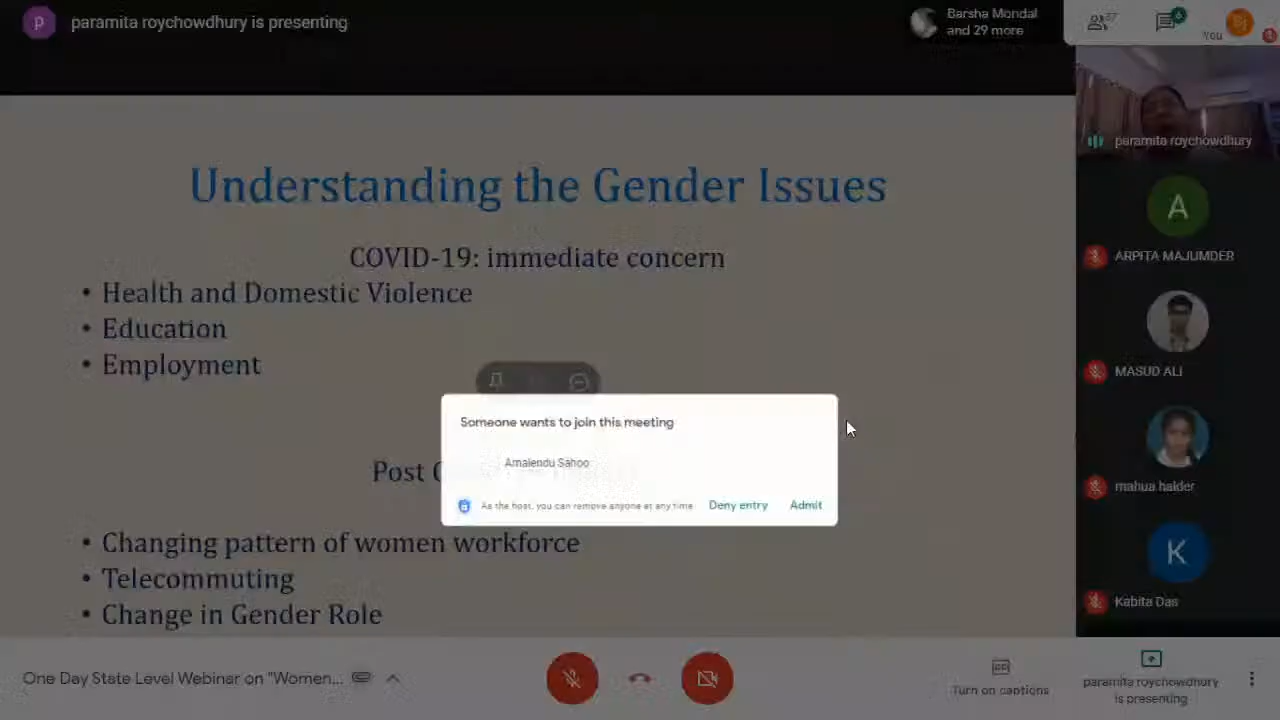 p
paramita roychowdhury is presenting
Barsha Mondal
and 29 more
37
6
You
Understanding the Gender Issues
COVID-19: immediate concern
• Health and Domestic Violence
• Education
• Employment
Post
Someone wants to join this meeting
Amalendu Sahoo
As the host, you can remove anyone at any time
Deny entry
Admit
• Changing pattern of women workforce
• Telecommuting
• Change in Gender Role
paramita roychowdhury
A
ARPITA MAJUMDER
MASUD ALI
mahua halder
K
Kabita Das
One Day State Level Webinar on "Women...
Turn on captions
paramita roychowdhury
is presenting